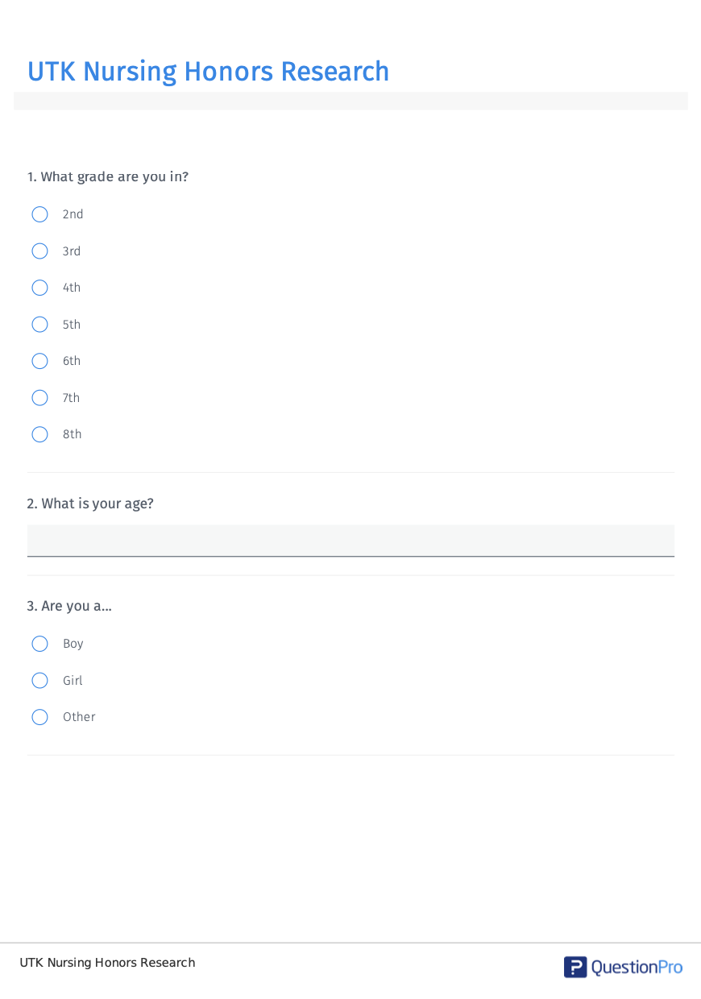 UTK Nursing Honors Research
1. What grade are you in?
2nd
3rd
4th
5th
6th
7th
8th
2. What is your age?
3. Are you a...
Boy
Girl
Other
UTK Nursing Honors Research
QuestionPro